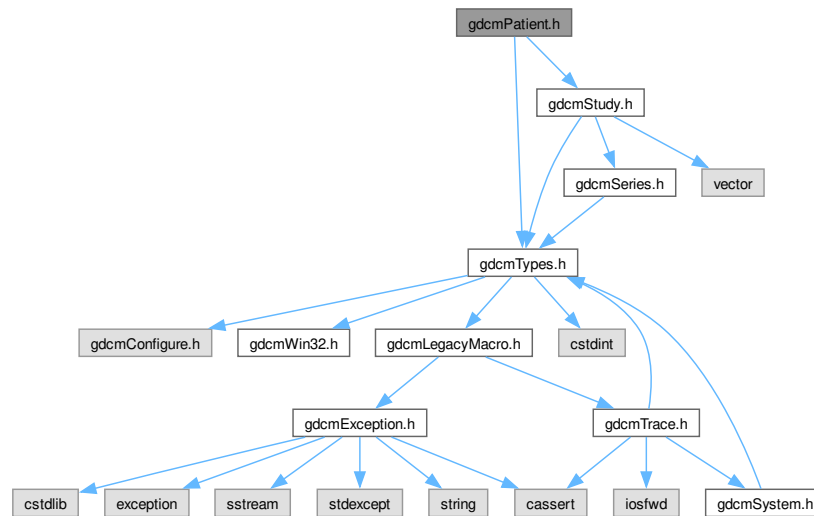 gdcmPatient.h
gdcmStudy.h
gdcmSeries.h
vector
gdcmTypes.h
gdcmConfigure.h
gdcmWin32.h
gdcmLegacyMacro.h
cstdint
gdcmException.h
gdcmTrace.h
cstdlib
exception
sstream
stdexcept
string
cassert
iosfwd
gdcmSystem.h